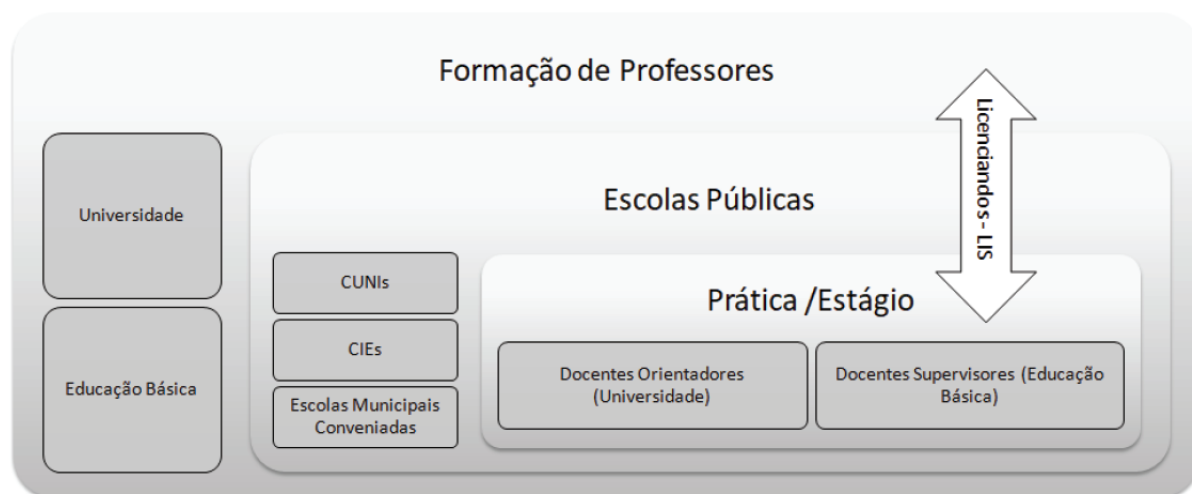 Formação de Professores
Licenciandos - LIS
Universidade
Escolas Públicas
CUNIs
Prática /Estágio
CIEs
Docentes Orientadores
(Universidade)
Docentes Supervisores (Educação
Básica)
Educação Básica
Escolas Municipais
Conveniadas